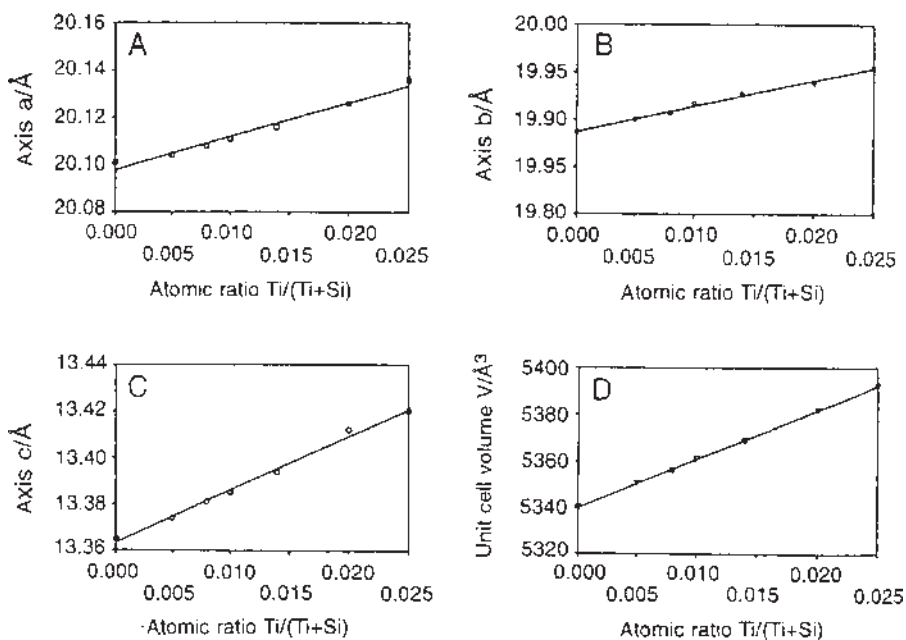 20.16
A
20.14
20.12
20.10
20.08
Axis a/Å
0.000 0.010 0.020
0.005 0.015 0.025
Atomic ratio Ti/(Ti+Si)
20.00
B
19.95
19.90
19.95
19.80
Axis b/Å
0.000 0.010 0.020
0.005 0.015 0.025
Atomic ratio Ti/(Ti+Si)
13.44
C
13.42
13.40
13.38
13.36
Axis c/Å
0.000 0.010 0.020
0.005 0.015 0.025
Atomic ratio Ti/(Ti+Si)
5400
D
5380
5360
5340
5320
Unit cell volume V/Å³
0.000 0.010 0.020
0.005 0.015 0.025
Atomic ratio Ti/(Ti+Si)